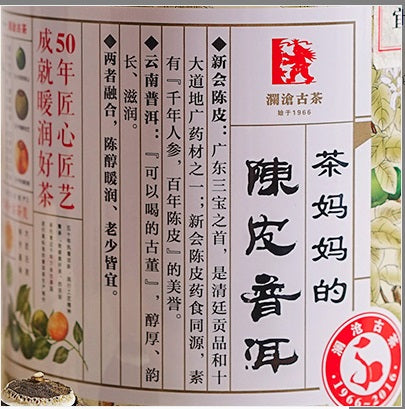 澜沧古茶
始于1966
茶妈妈的
陳皮普洱
◆新会陈皮:广东三宝之首,是清廷贡品和十
大道地广药材之一;新会陈皮药食同源,素
有『千年人参,百年陈皮』的美誉。
◆云南普洱:『可以喝的古董』,醇厚、韵
长、滋润。
◆两者融合,陈醇暖润、老少皆宜。
50年匠心匠艺
成就暖润好茶
澜沧古茶
1966-2016
宜